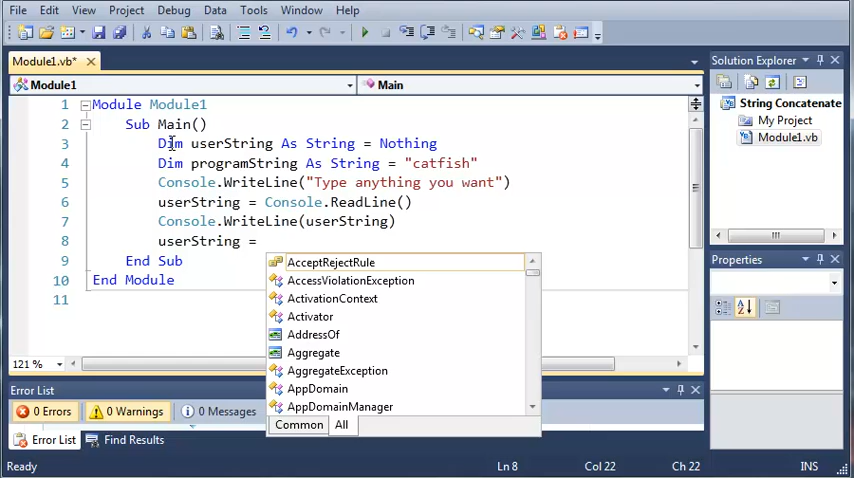 File Edit View Project Debug Data Tools Window Help
Module1.vb*
Solution Explorer
Module1
Main
String Concatenate
My Project
Module1.vb
1 Module Module1
2 Sub Main()
3 Dim userString As String = Nothing
4 Dim programString As String = "catfish"
5 Console.WriteLine("Type anything you want")
6 userString = Console.ReadLine()
7 Console.WriteLine(userString)
8 userString =
9 End Sub
10 End Module
11
AcceptRejectRule
AccessViolationException
ActivationContext
Activator
AddressOf
Aggregate
AggregateException
AppDomain
AppDomainManager
Common All
Properties
121 %
Error List
0 Errors 0 Warnings 0 Messages
Error List Find Results
Ready Ln 8 Col 22 Ch 22 INS